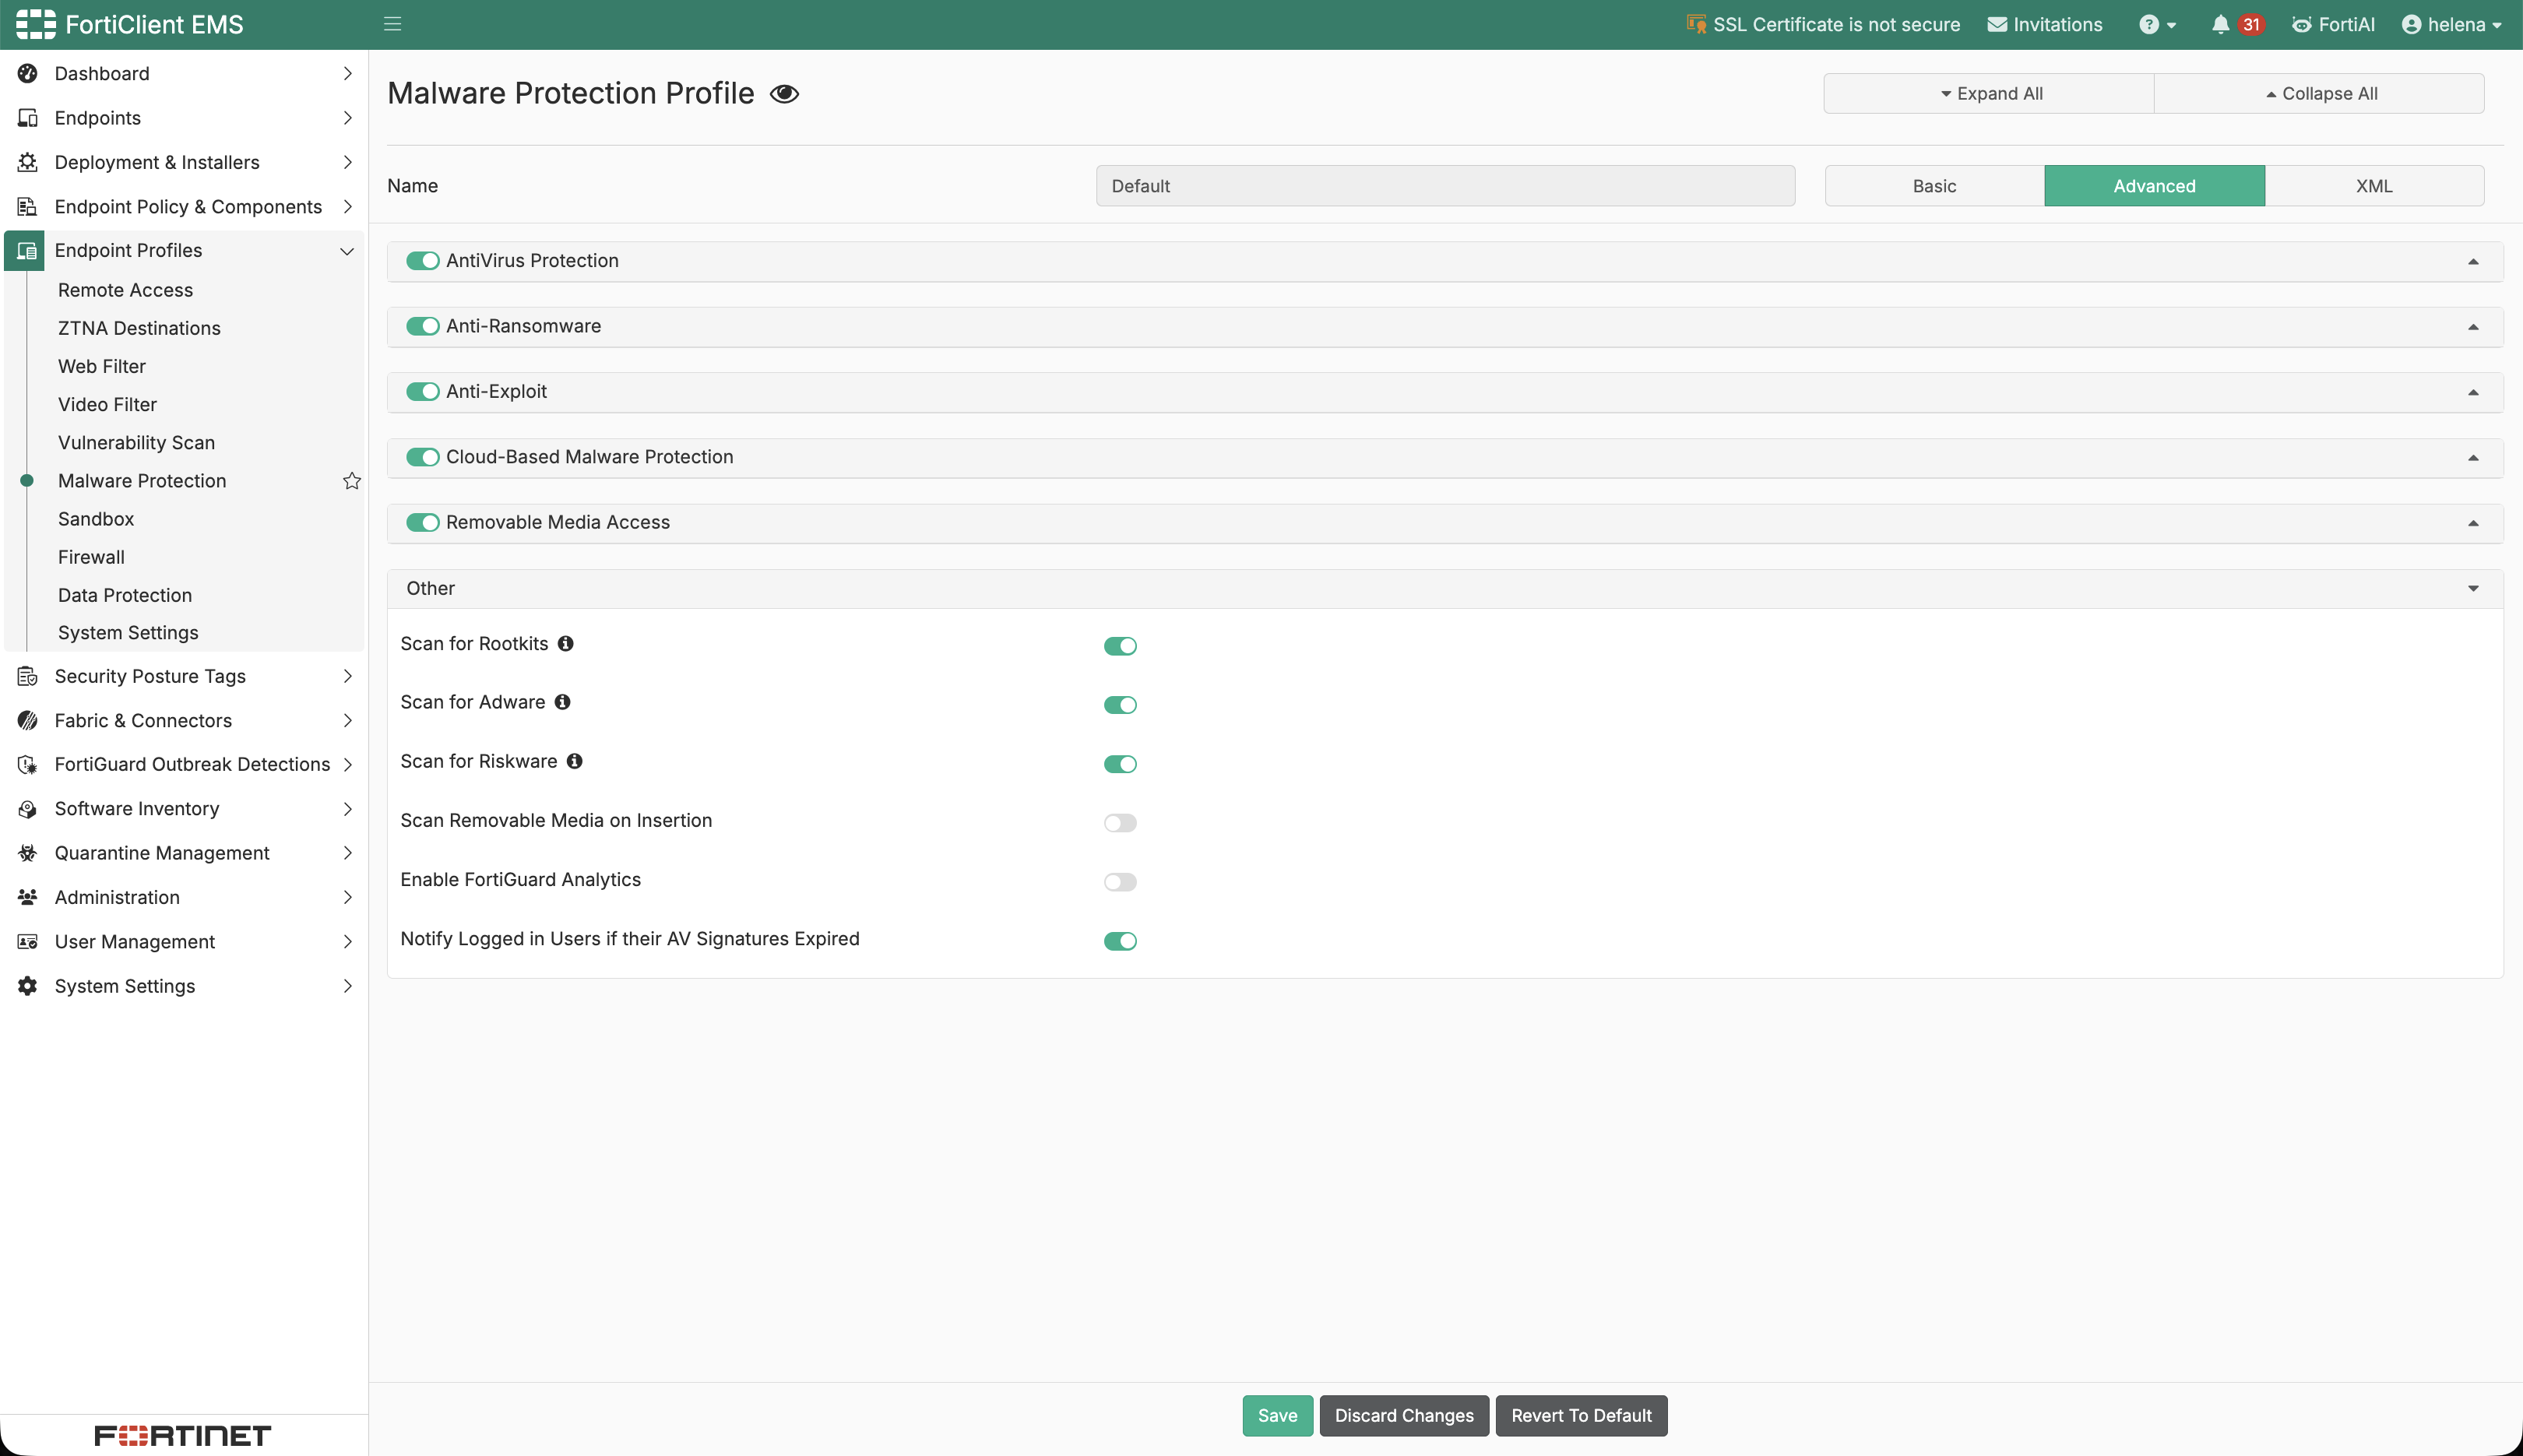 FortiClient EMS
SSL Certificate is not secure
Invitations
31
FortiAI
helena
Dashboard
Endpoints
Deployment & Installers
Endpoint Policy & Components
Endpoint Profiles
Remote Access
ZTNA Destinations
Web Filter
Video Filter
Vulnerability Scan
Malware Protection
Sandbox
Firewall
Data Protection
System Settings
Security Posture Tags
Fabric & Connectors
FortiGuard Outbreak Detections
Software Inventory
Quarantine Management
Administration
User Management
System Settings
FORTINET
Malware Protection Profile
Expand All
Collapse All
Name
Default
Basic
Advanced
XML
AntiVirus Protection
Anti-Ransomware
Anti-Exploit
Cloud-Based Malware Protection
Removable Media Access
Other
Scan for Rootkits
Scan for Adware
Scan for Riskware
Scan Removable Media on Insertion
Enable FortiGuard Analytics
Notify Logged in Users if their AV Signatures Expired
Save
Discard Changes
Revert To Default